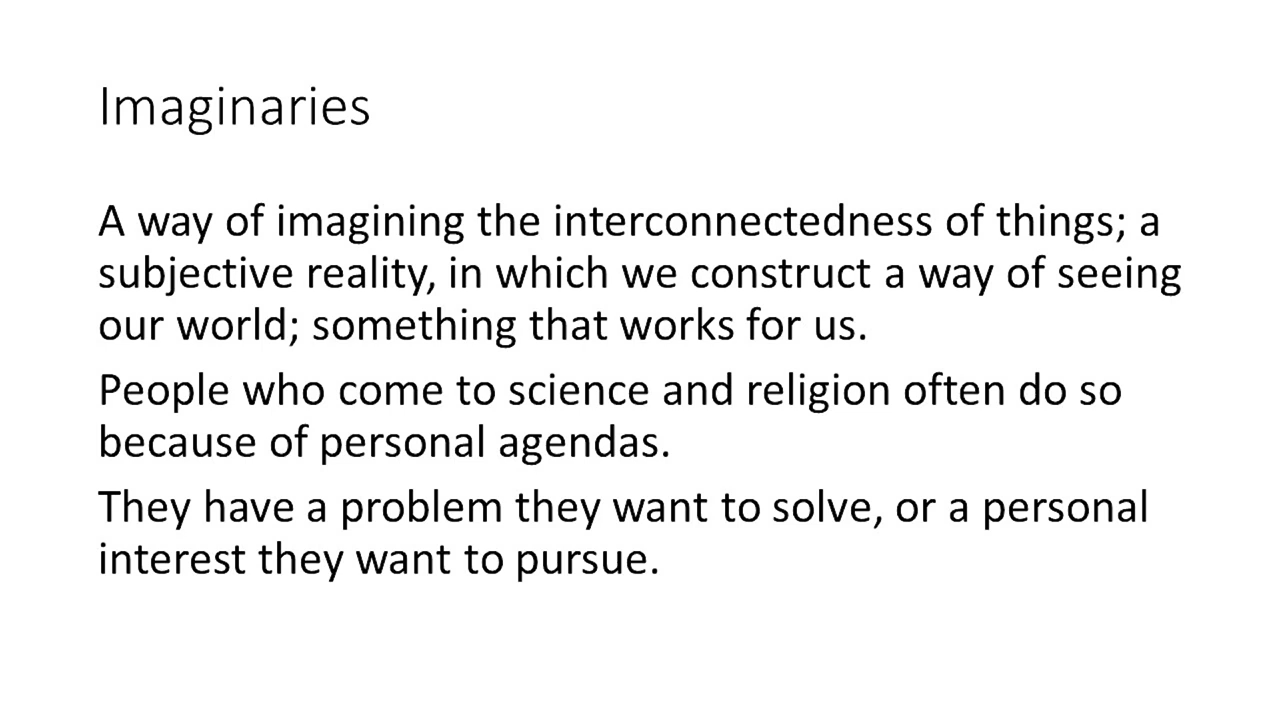 Imaginaries
A way of imagining the interconnectedness of things; a
subjective reality, in which we construct a way of seeing
our world; something that works for us.
People who come to science and religion often do so
because of personal agendas.
They have a problem they want to solve, or a personal
interest they want to pursue.